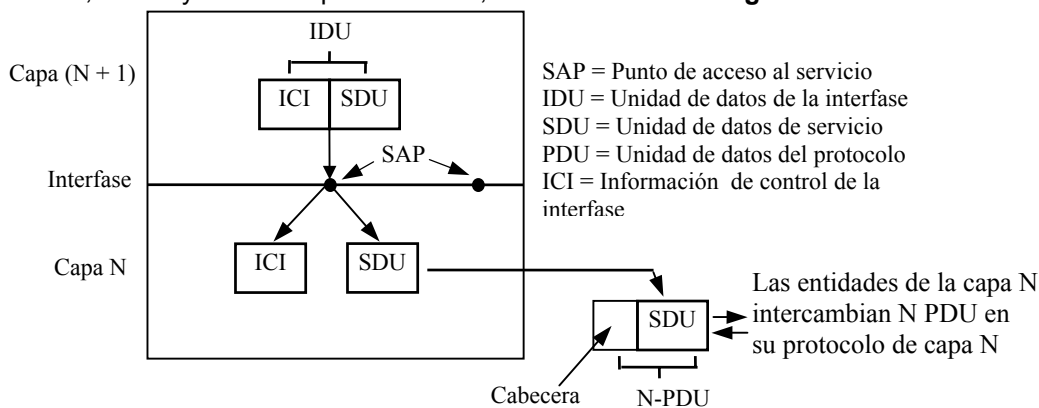 IDU
Capa (N + 1)
ICI SDU
SAP
Interfase
ICI SDU
Capa N
SAP = Punto de acceso al servicio
IDU = Unidad de datos de la interfase
SDU = Unidad de datos de servicio
PDU = Unidad de datos del protocolo
ICI = Información de control de la
interfase
SDU
Las entidades de la capa N
intercambian N PDU en
su protocolo de capa N
Cabecera
N-PDU